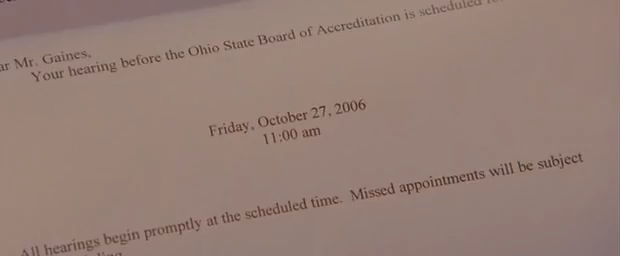 ar Mr. Gaines,
Your hearing before the Ohio State Board of Accreditation is scheduled
Friday, October 27, 2006
11:00 am
All hearings begin promptly at the scheduled time. Missed appointments will be subject